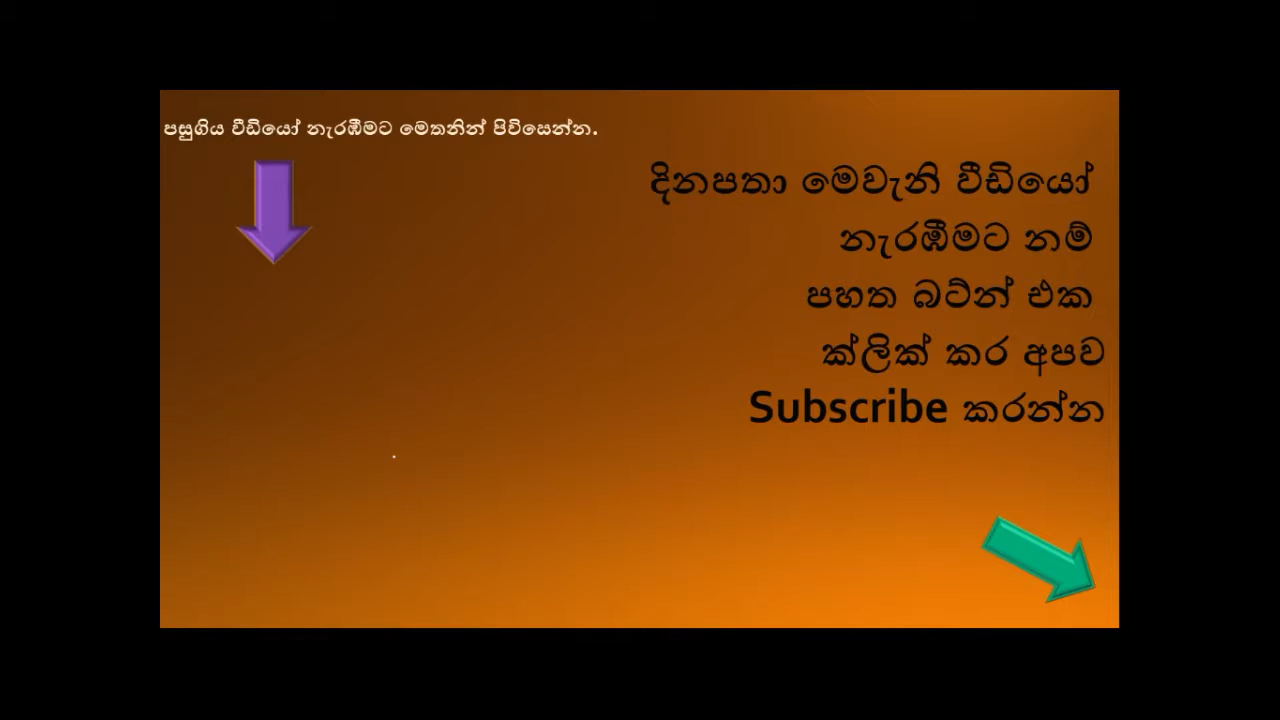 පසුගිය වීඩියෝ නැරඹීමට මෙතනින් පිවිසෙන්න.
දිනපතා මෙවැනි වීඩියෝ
නැරඹීමට නම්
පහත බටන් එක
ක්ලික් කර අපව
Subscribe කරන්න